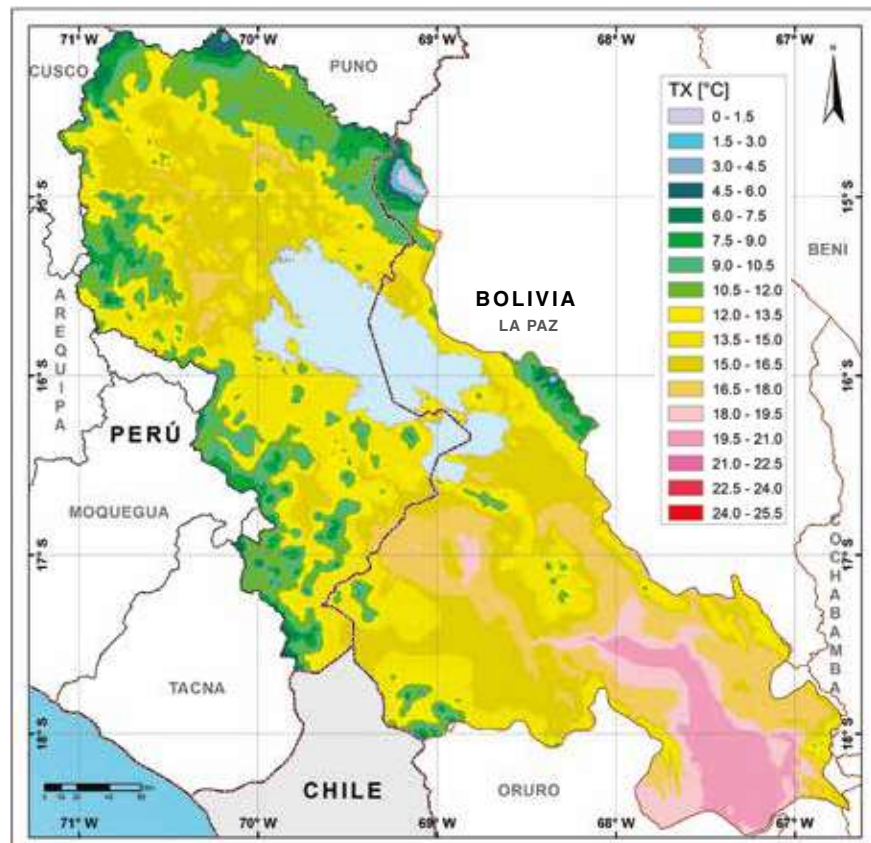 71° W
70° W
69° W
68° W
67° W
CUSCO
PUNO
N
TX [°C]
0 - 1.5
1.5 - 3.0
3.0 - 4.5
4.5 - 6.0
6.0 - 7.5
7.5 - 9.0
9.0 - 10.5
10.5 - 12.0
12.0 - 13.5
13.5 - 15.0
15.0 - 16.5
16.5 - 18.0
18.0 - 19.5
19.5 - 21.0
21.0 - 22.5
22.5 - 24.0
24.0 - 25.5
15°S
15°S
BENI
AREQUIPA
BOLIVIA
LA PAZ
16°S
16°S
PERÚ
MOQUEGUA
COCHABAMBA
17°S
17°S
TACNA
18°S
18°S
CHILE
ORURO
71° W
70° W
69° W
68° W
67° W